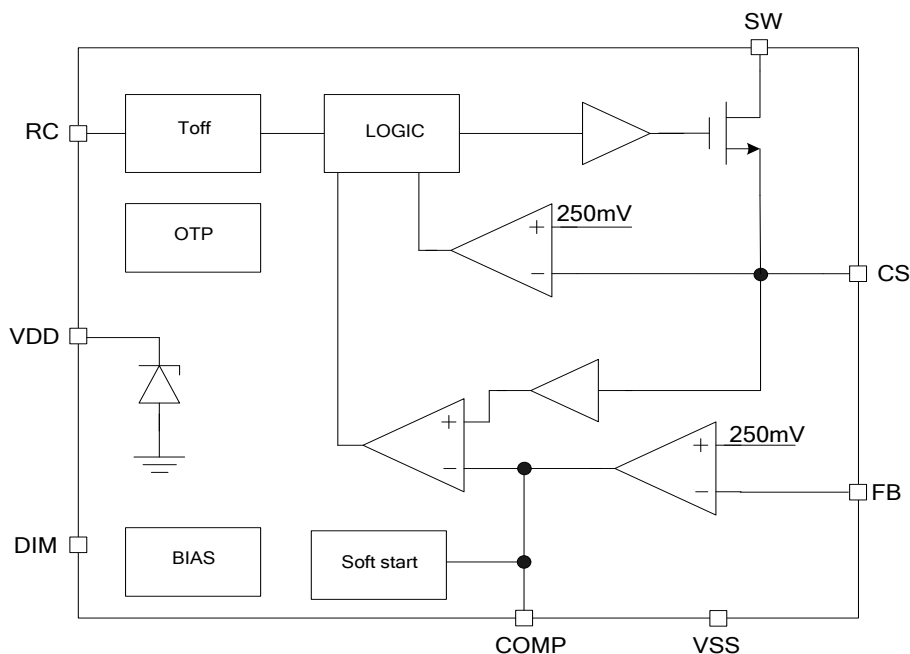 SW
RC
Toff
LOGIC
OTP
250mV
+
−
CS
VDD
+
−
250mV
+
−
FB
DIM
BIAS
Soft start
COMP
VSS